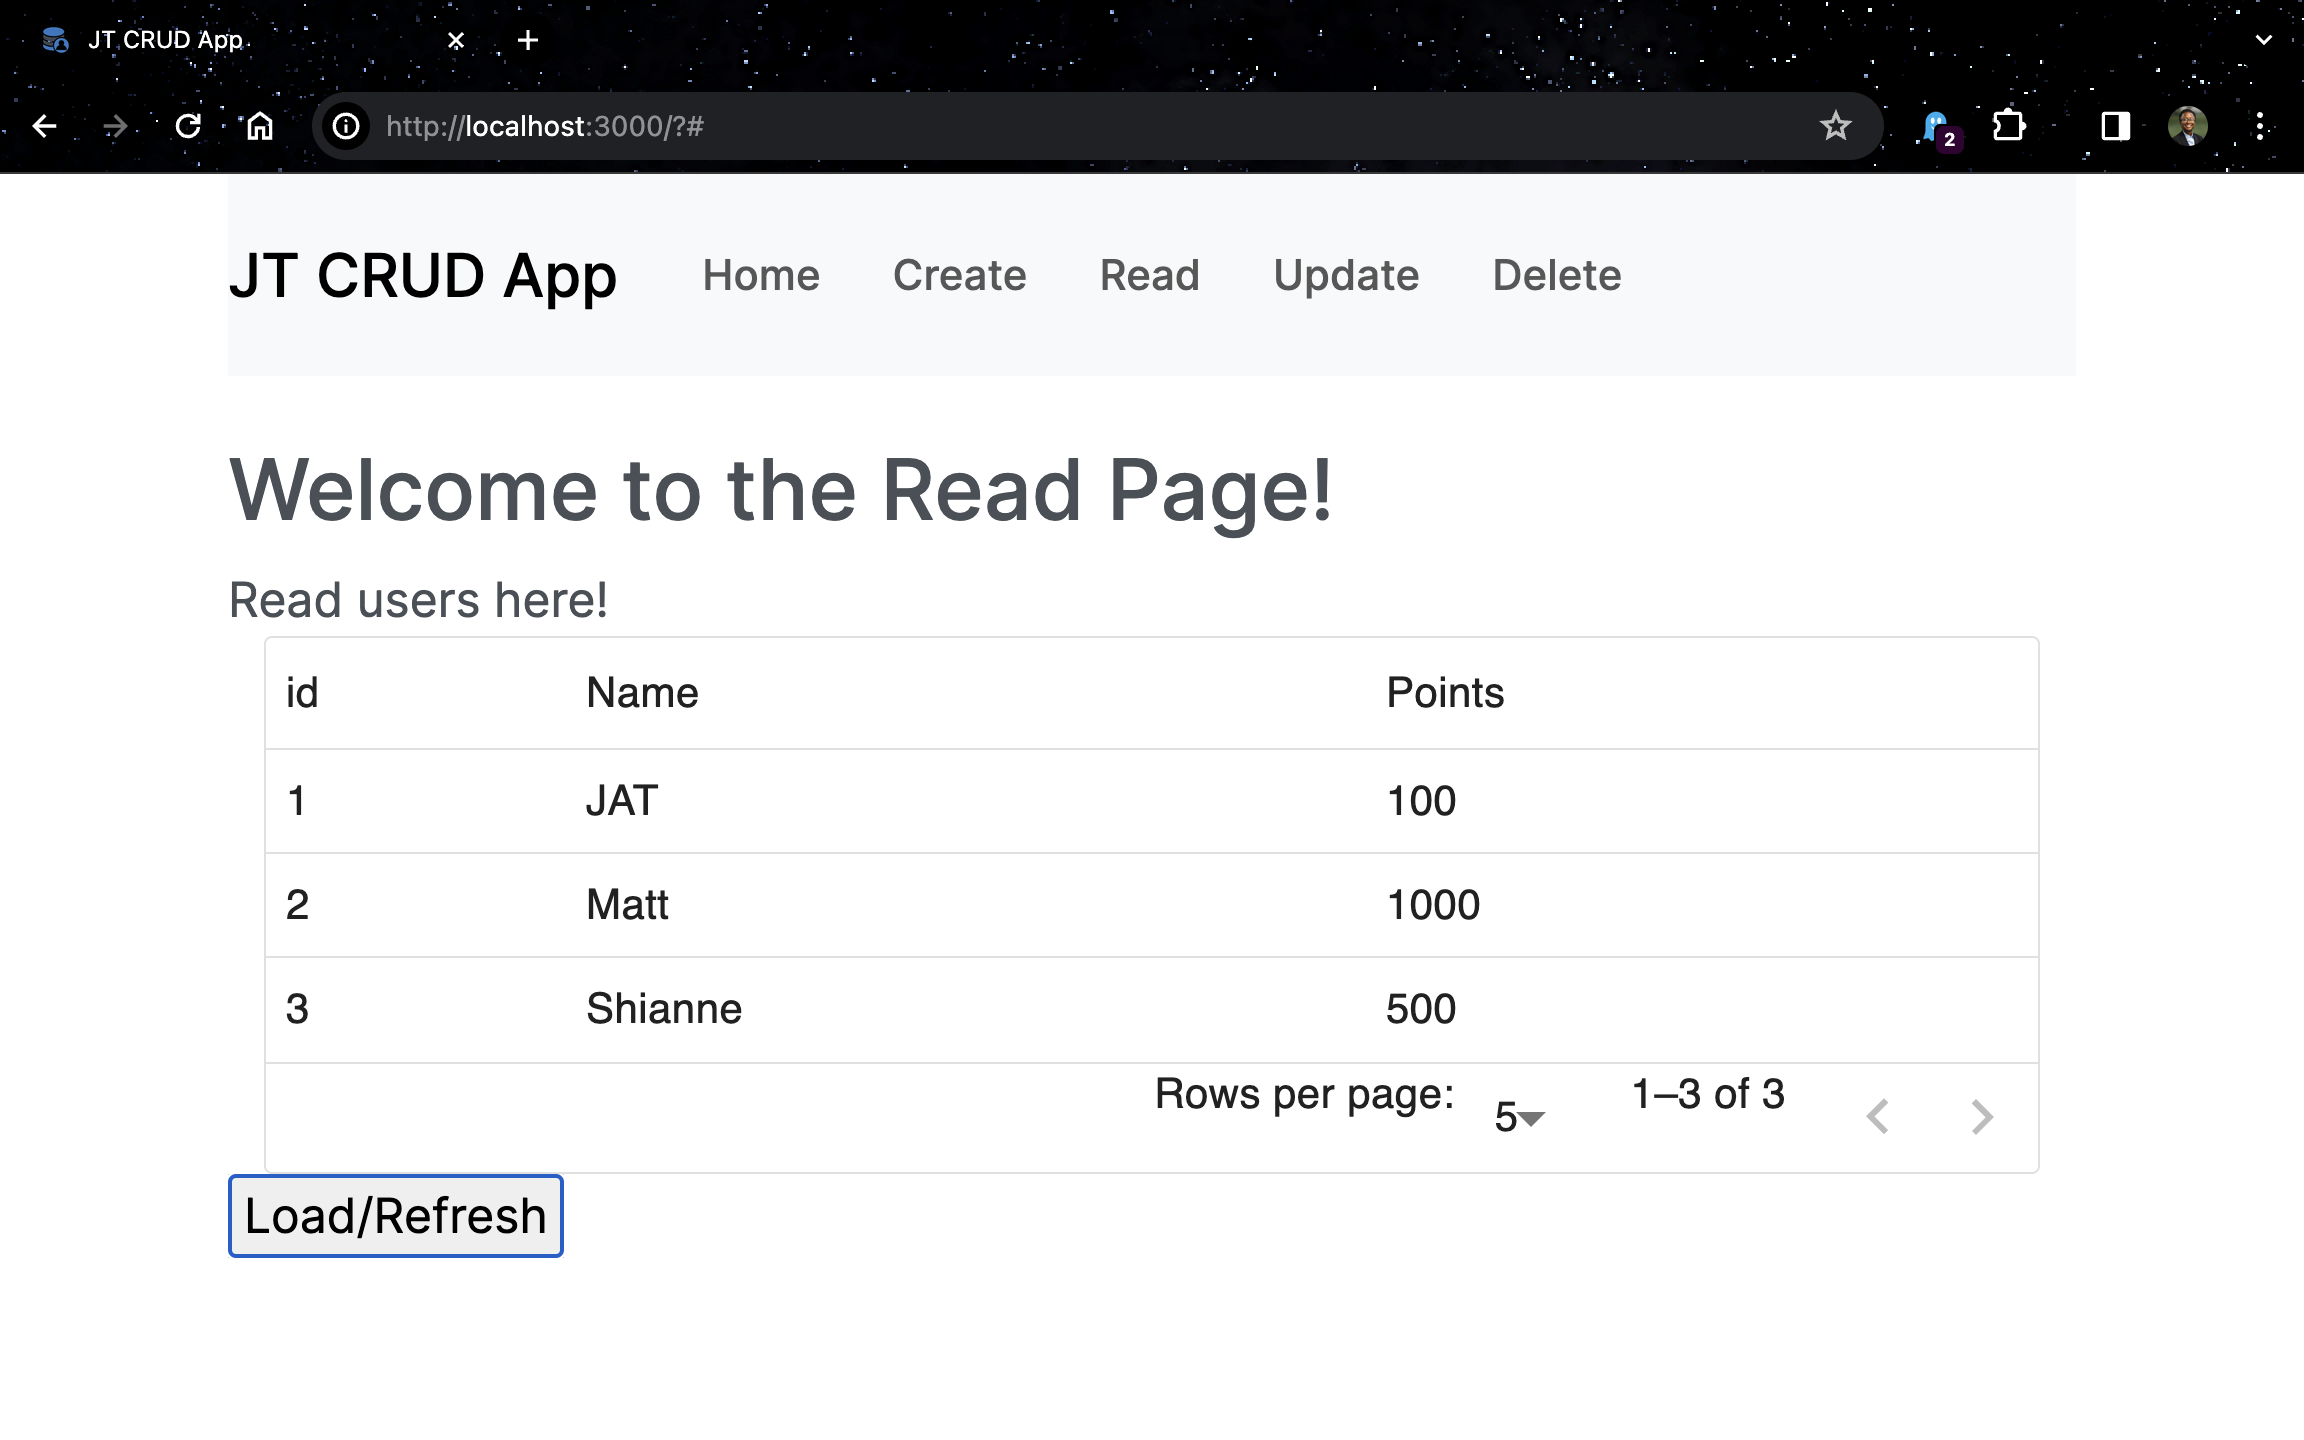 JT CRUD App
http://localhost:3000/?#
2
JT CRUD App Home Create Read Update Delete
Welcome to the Read Page!
Read users here!
id Name Points
1 JAT 100
2 Matt 1000
3 Shianne 500
Rows per page: 5 1–3 of 3
Load/Refresh